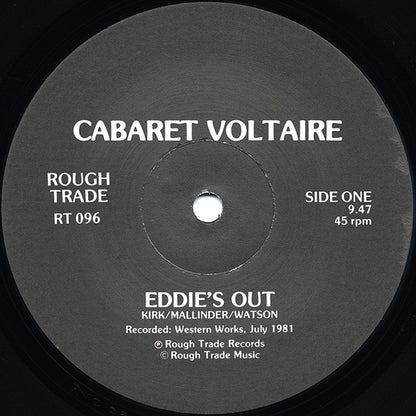 CABARET VOLTAIRE
ROUGH
TRADE
RT 096
SIDE ONE
9.47
45 rpm
EDDIE'S OUT
KIRK/MALLINDER/WATSON
Recorded: Western Works, July 1981
℗ Rough Trade Records
© Rough Trade Music